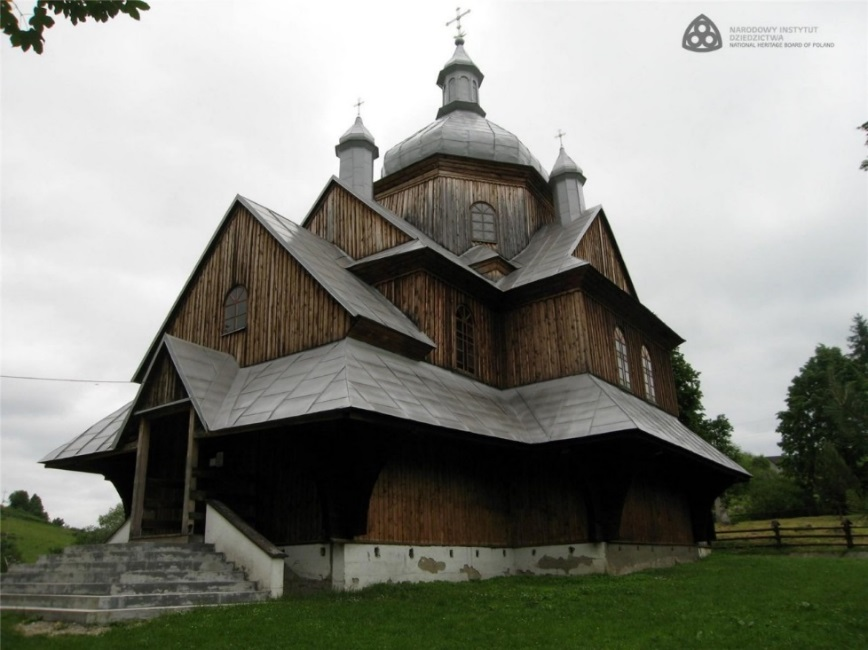 NARODOWY INSTYTUT
DZIEDZICTWA
NATIONAL HERITAGE BOARD OF POLAND